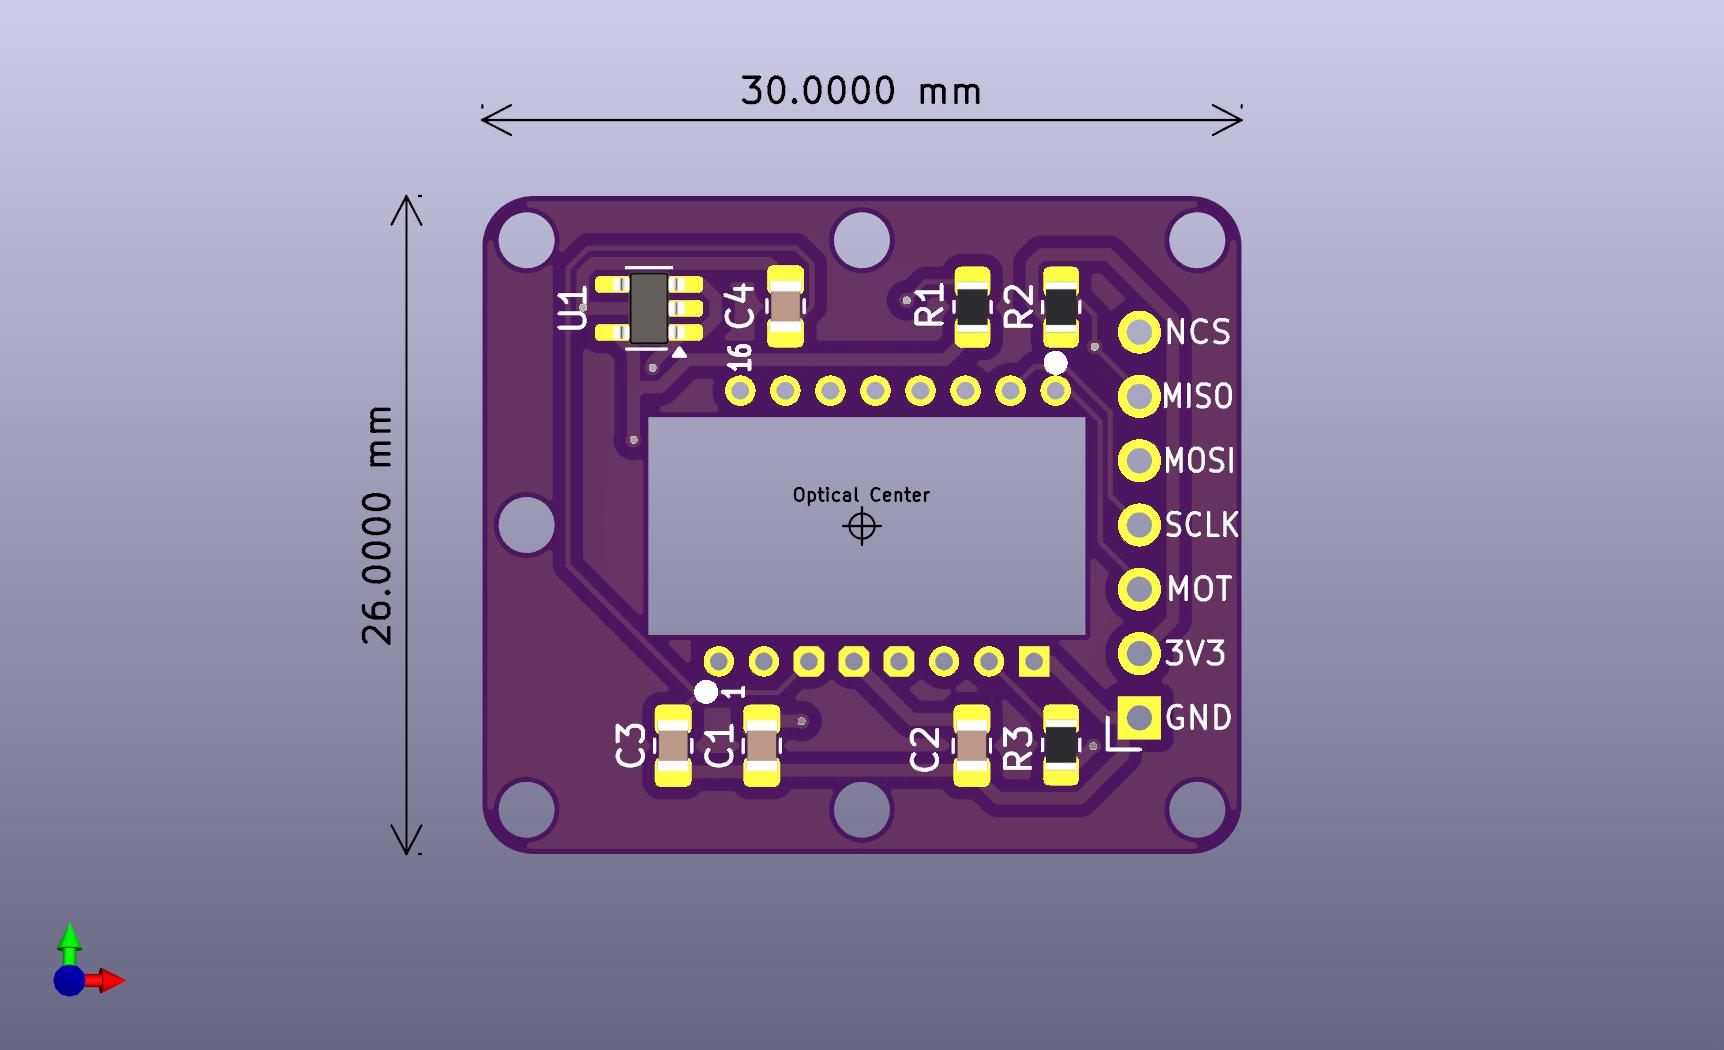 30.0000 mm
26.0000 mm
U1
C4
R1
R2
16
NCS
MISO
MOSI
SCLK
MOT
3V3
GND
Optical Center
1
C3
C1
C2
R3